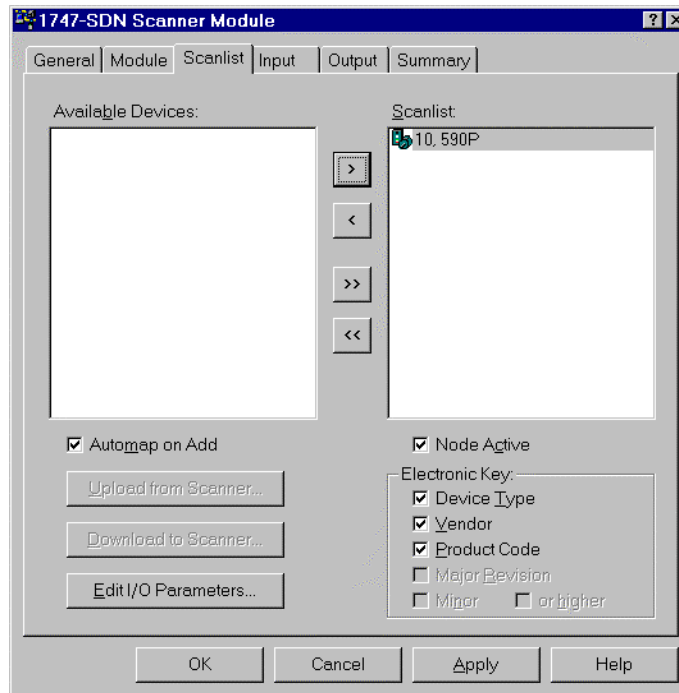 1747-SDN Scanner Module
General Module Scanlist Input Output Summary
Available Devices: Scanlist:
10, 590P
>
<
>>
<<
Automap on Add Node Active
Upload from Scanner... Electronic Key:
Device Type
Vendor
Download to Scanner... Product Code
Major Revision
Edit I/O Parameters... Minor or higher
OK Cancel Apply Help